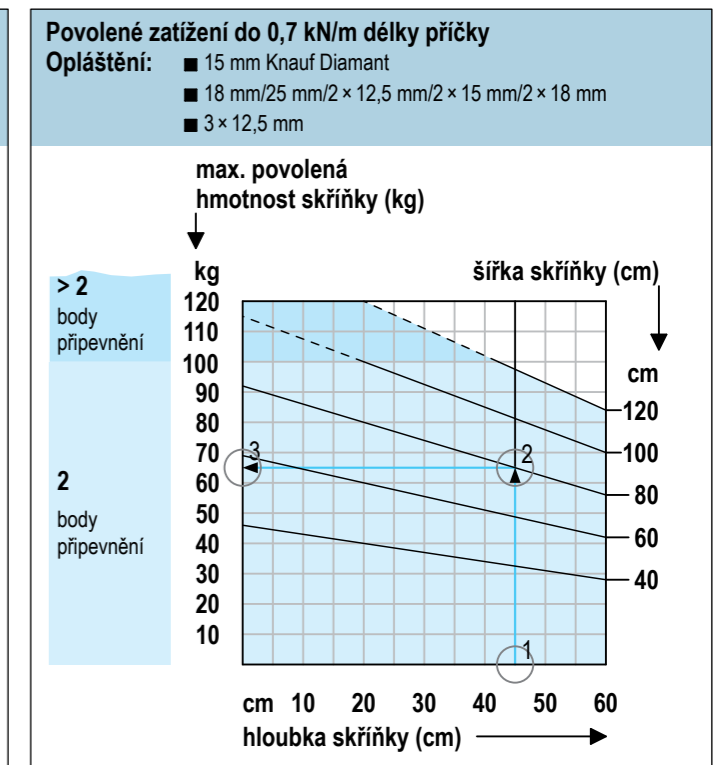 Povolené zatížení do 0,7 kN/m délky příčky
Opláštění: ■ 15 mm Knauf Diamant
■ 18 mm/25 mm/2 × 12,5 mm/2 × 15 mm/2 × 18 mm
■ 3 × 12,5 mm
max. povolená
hmotnost skříňky (kg)
kg
šířka skříňky (cm)
> 2
body
připevnění
2
body
připevnění
120
110
100
90
80
70
60
50
40
30
20
10
3
2
1
cm
120
100
80
60
40
cm 10 20 30 40 50 60
hloubka skříňky (cm)